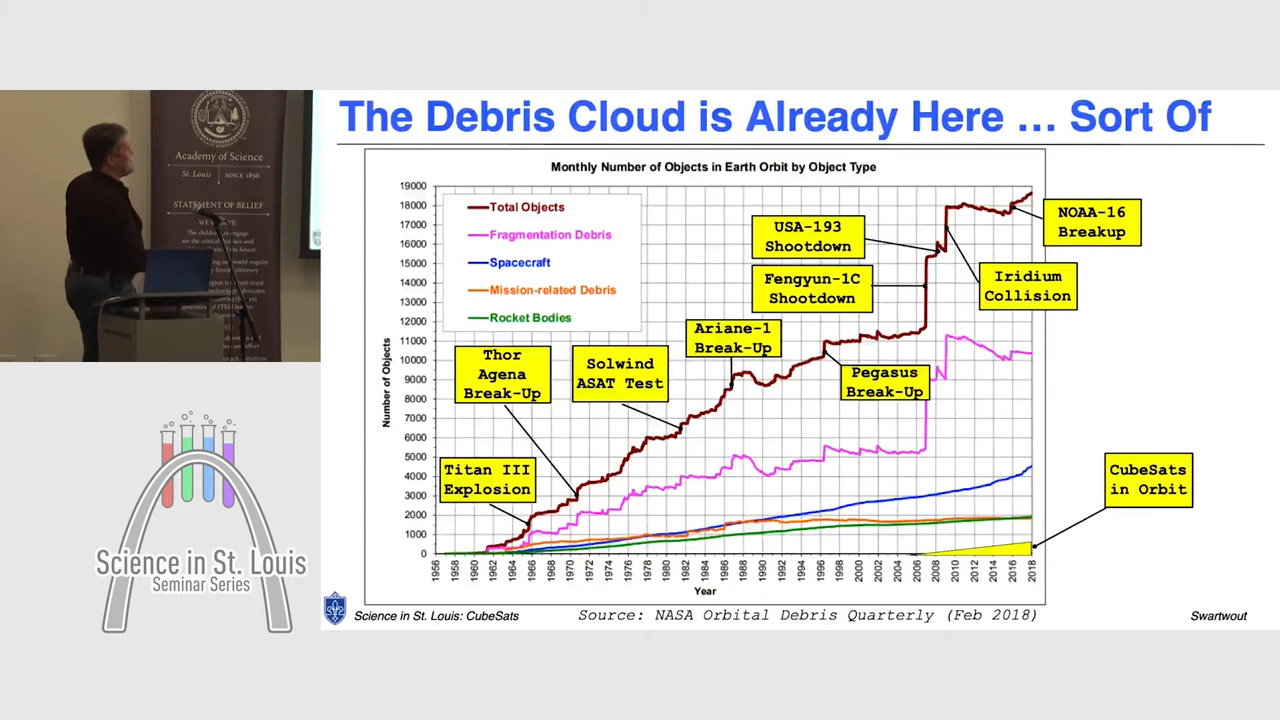 The Debris Cloud is Already Here … Sort Of
Academy of Science
St. Louis SINCE 1856
STATEMENT OF BELIEF
Monthly Number of Objects in Earth Orbit by Object Type
Number of Objects
19000
18000
17000
16000
15000
14000
13000
12000
11000
10000
9000
8000
7000
6000
5000
4000
3000
2000
1000
0
Total Objects
Fragmentation Debris
Spacecraft
Mission-related Debris
Rocket Bodies
Titan III
Explosion
Thor
Agena
Break-Up
Solwind
ASAT Test
Ariane-1
Break-Up
USA-193
Shootdown
Fengyun-1C
Shootdown
Pegasus
Break-Up
Iridium
Collision
NOAA-16
Breakup
CubeSats
in Orbit
1956 1958 1960 1962 1964 1966 1968 1970 1972 1974 1976 1978 1980 1982 1984 1986 1988 1990 1992 1994 1996 1998 2000 2002 2004 2006 2008 2010 2012 2014 2016 2018
Year
Science in St. Louis
Seminar Series
Science in St. Louis: CubeSats
Source: NASA Orbital Debris Quarterly (Feb 2018)
Swartwout